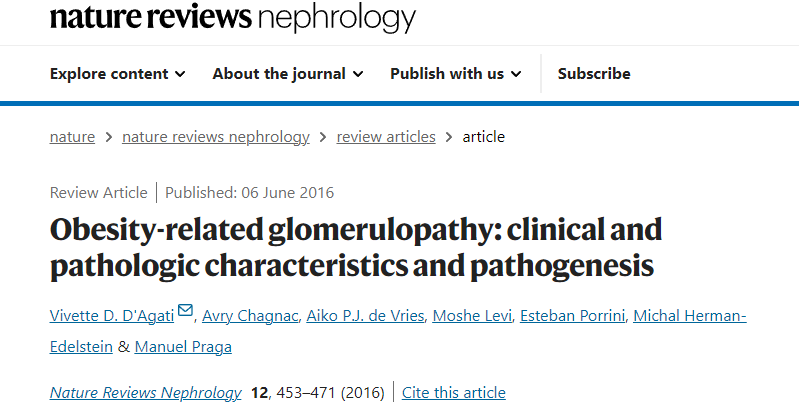 nature reviews nephrology
Explore content About the journal Publish with us Subscribe
nature > nature reviews nephrology > review articles > article
Review Article | Published: 06 June 2016
Obesity-related glomerulopathy: clinical and
pathologic characteristics and pathogenesis
Vivette D. D'Agati, Avry Chagnac, Aiko P.J. de Vries, Moshe Levi, Esteban Porrini, Michal Herman-
Edelstein & Manuel Praga
Nature Reviews Nephrology 12, 453–471 (2016) | Cite this article